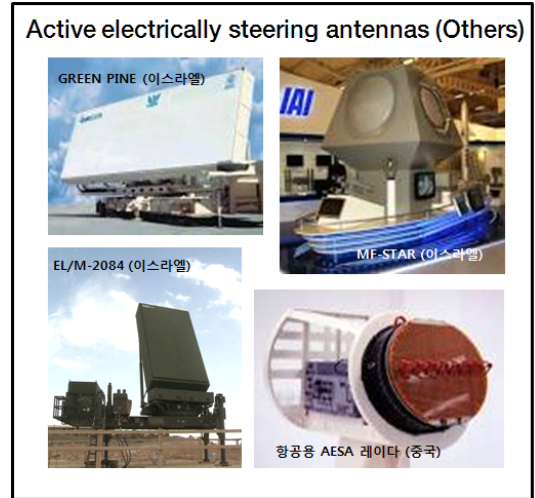 Active electrically steering antennas (Others)
GREEN PINE (이스라엘)
IAI
MF-STAR (이스라엘)
EL/M-2084 (이스라엘)
항공용 AESA 레이다 (중국)